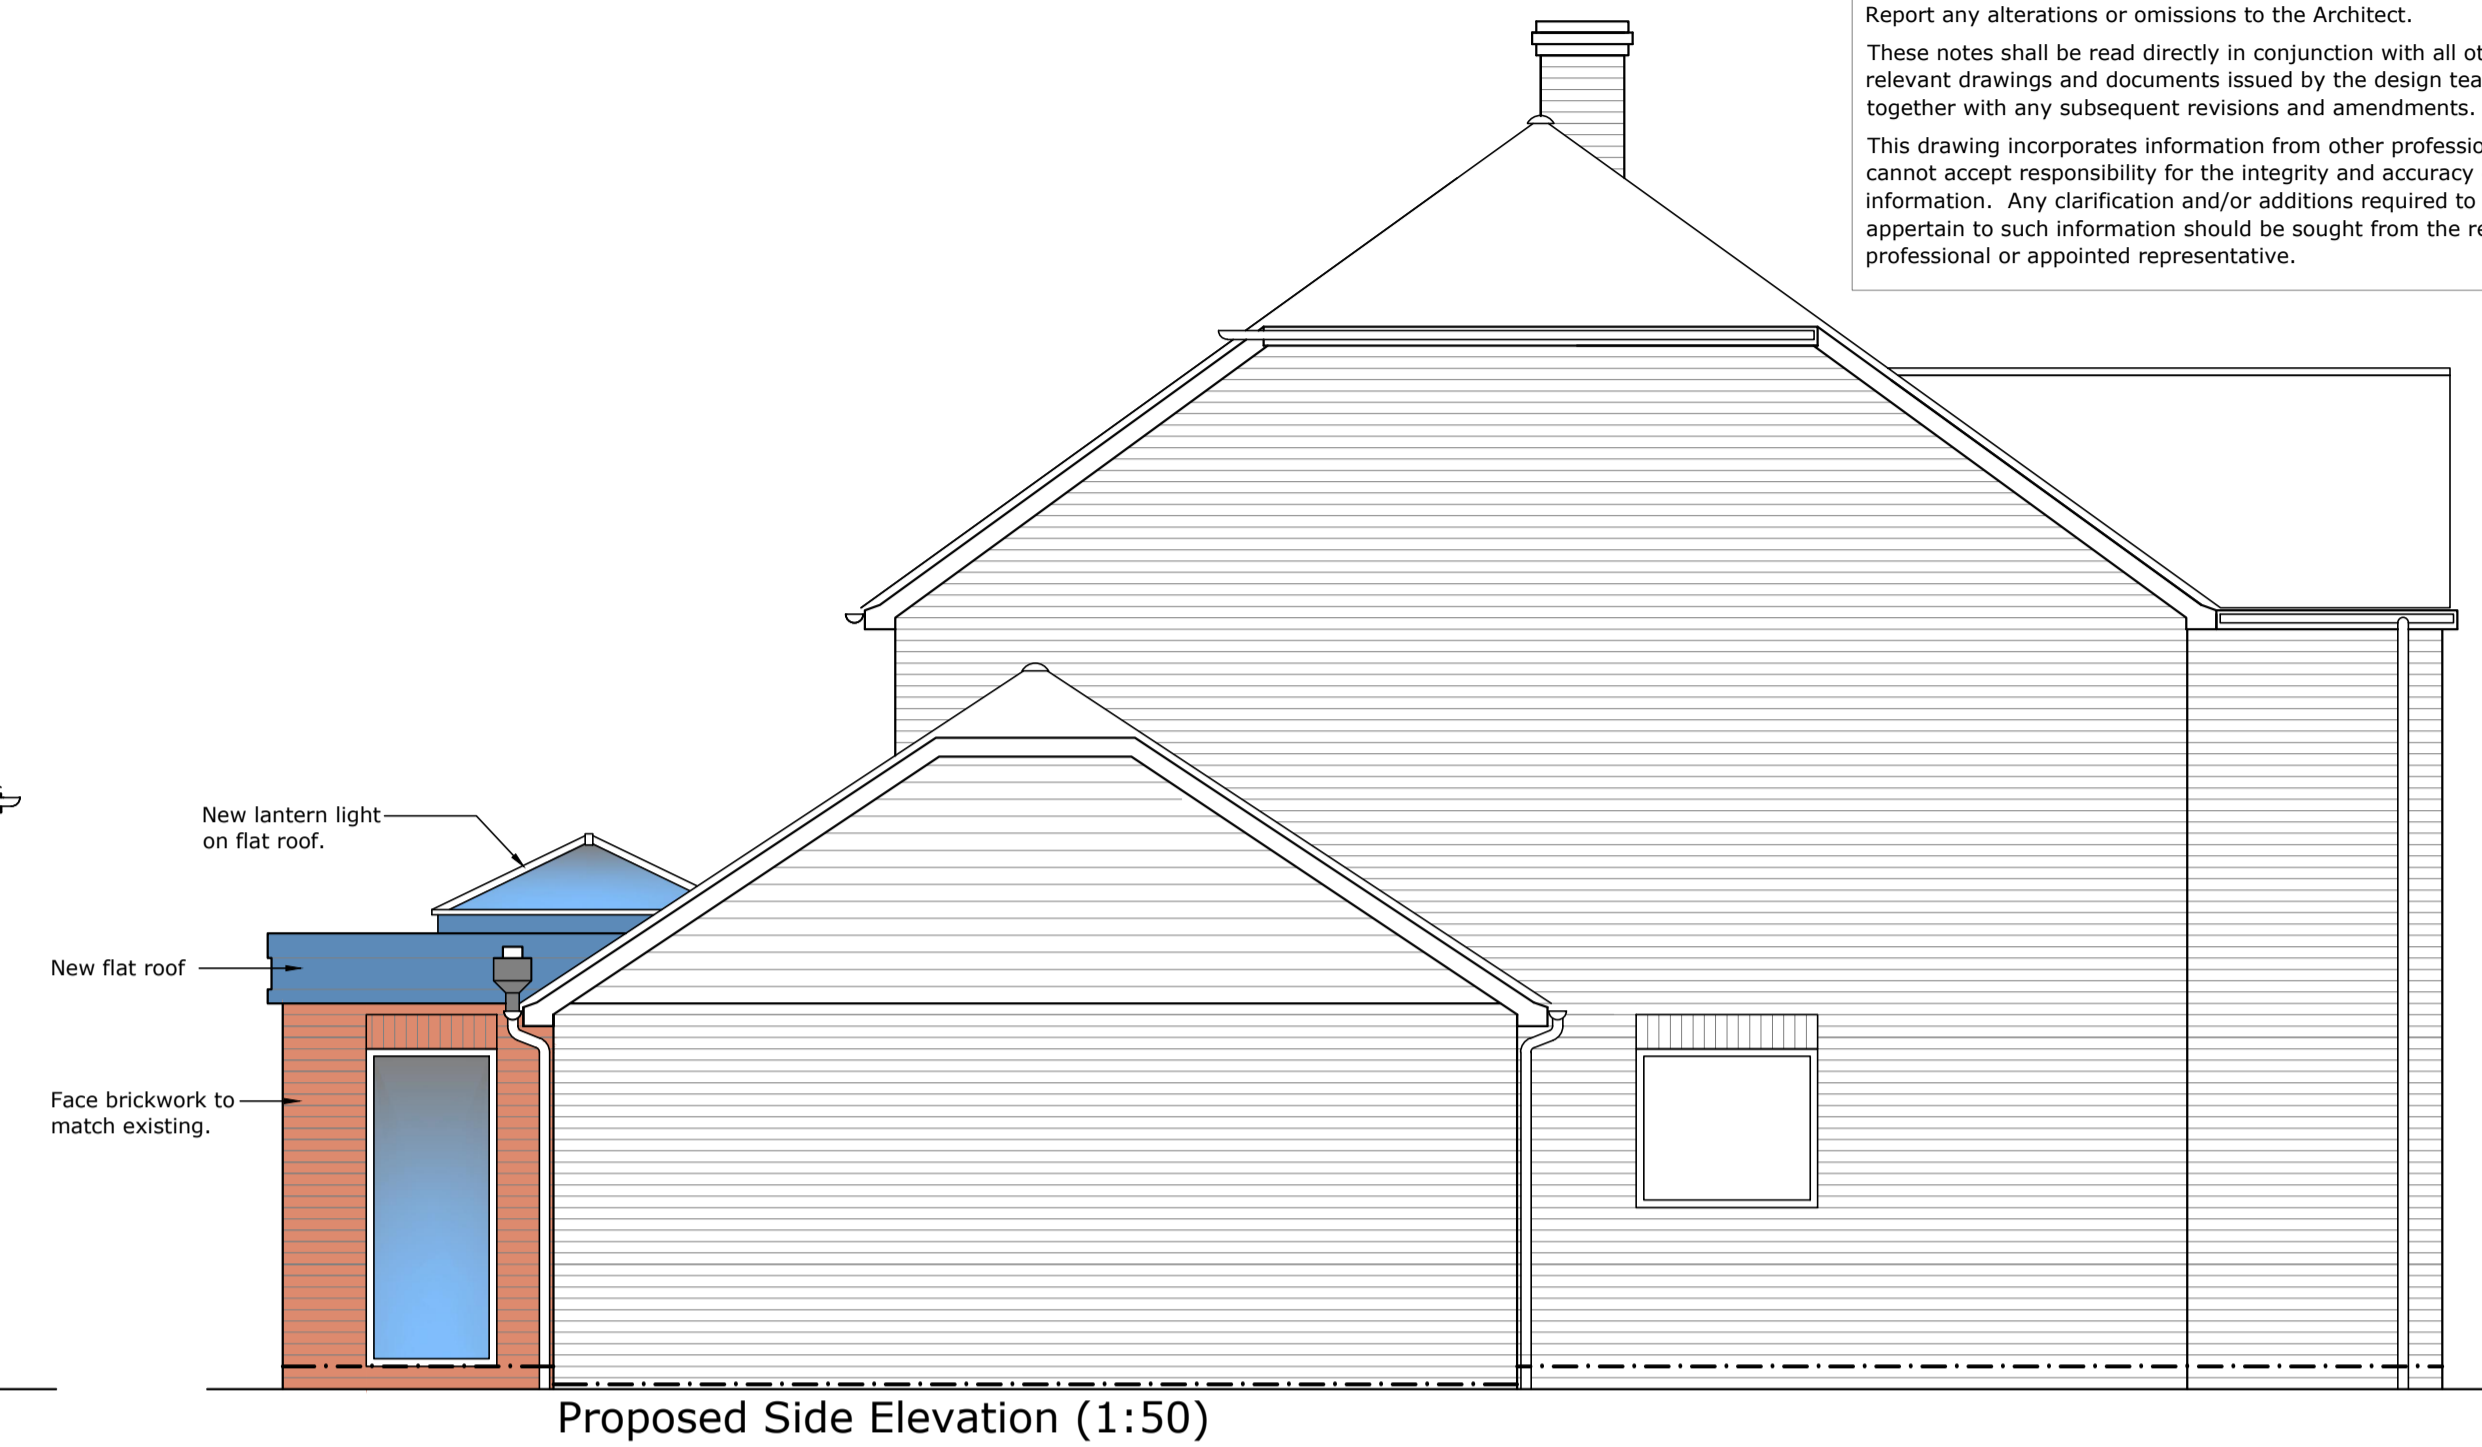 Report any alterations or omissions to the Architect.
These notes shall be read directly in conjunction with all
relevant drawings and documents issued by the design
together with any subsequent revisions and amendments.
This drawing incorporates information from other
cannot accept responsibility for the integrity and accuracy
information. Any clarification and/or additions required to
appertain to such information should be sought from the
professional or appointed representative.
New lantern light
on flat roof.
New flat roof
Face brickwork to
match existing.
Proposed Side Elevation (1:50)